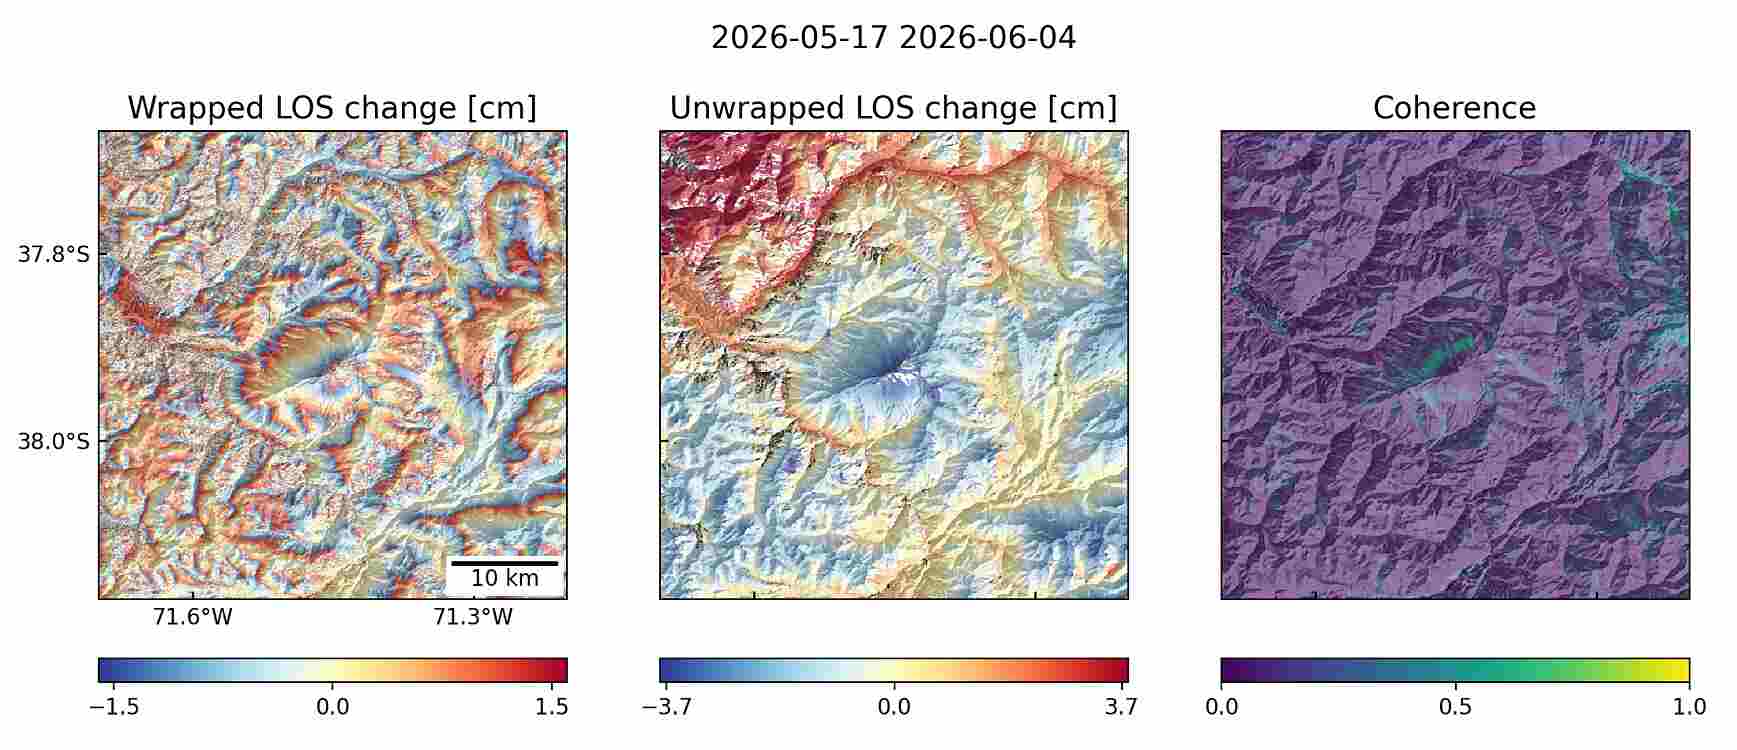 2026-05-17 2026-06-04
Wrapped LOS change [cm]
Unwrapped LOS change [cm]
Coherence
37.8°S
38.0°S
10 km
71.6°W
71.3°W
−1.5
0.0
1.5
−3.7
0.0
3.7
0.0
0.5
1.0